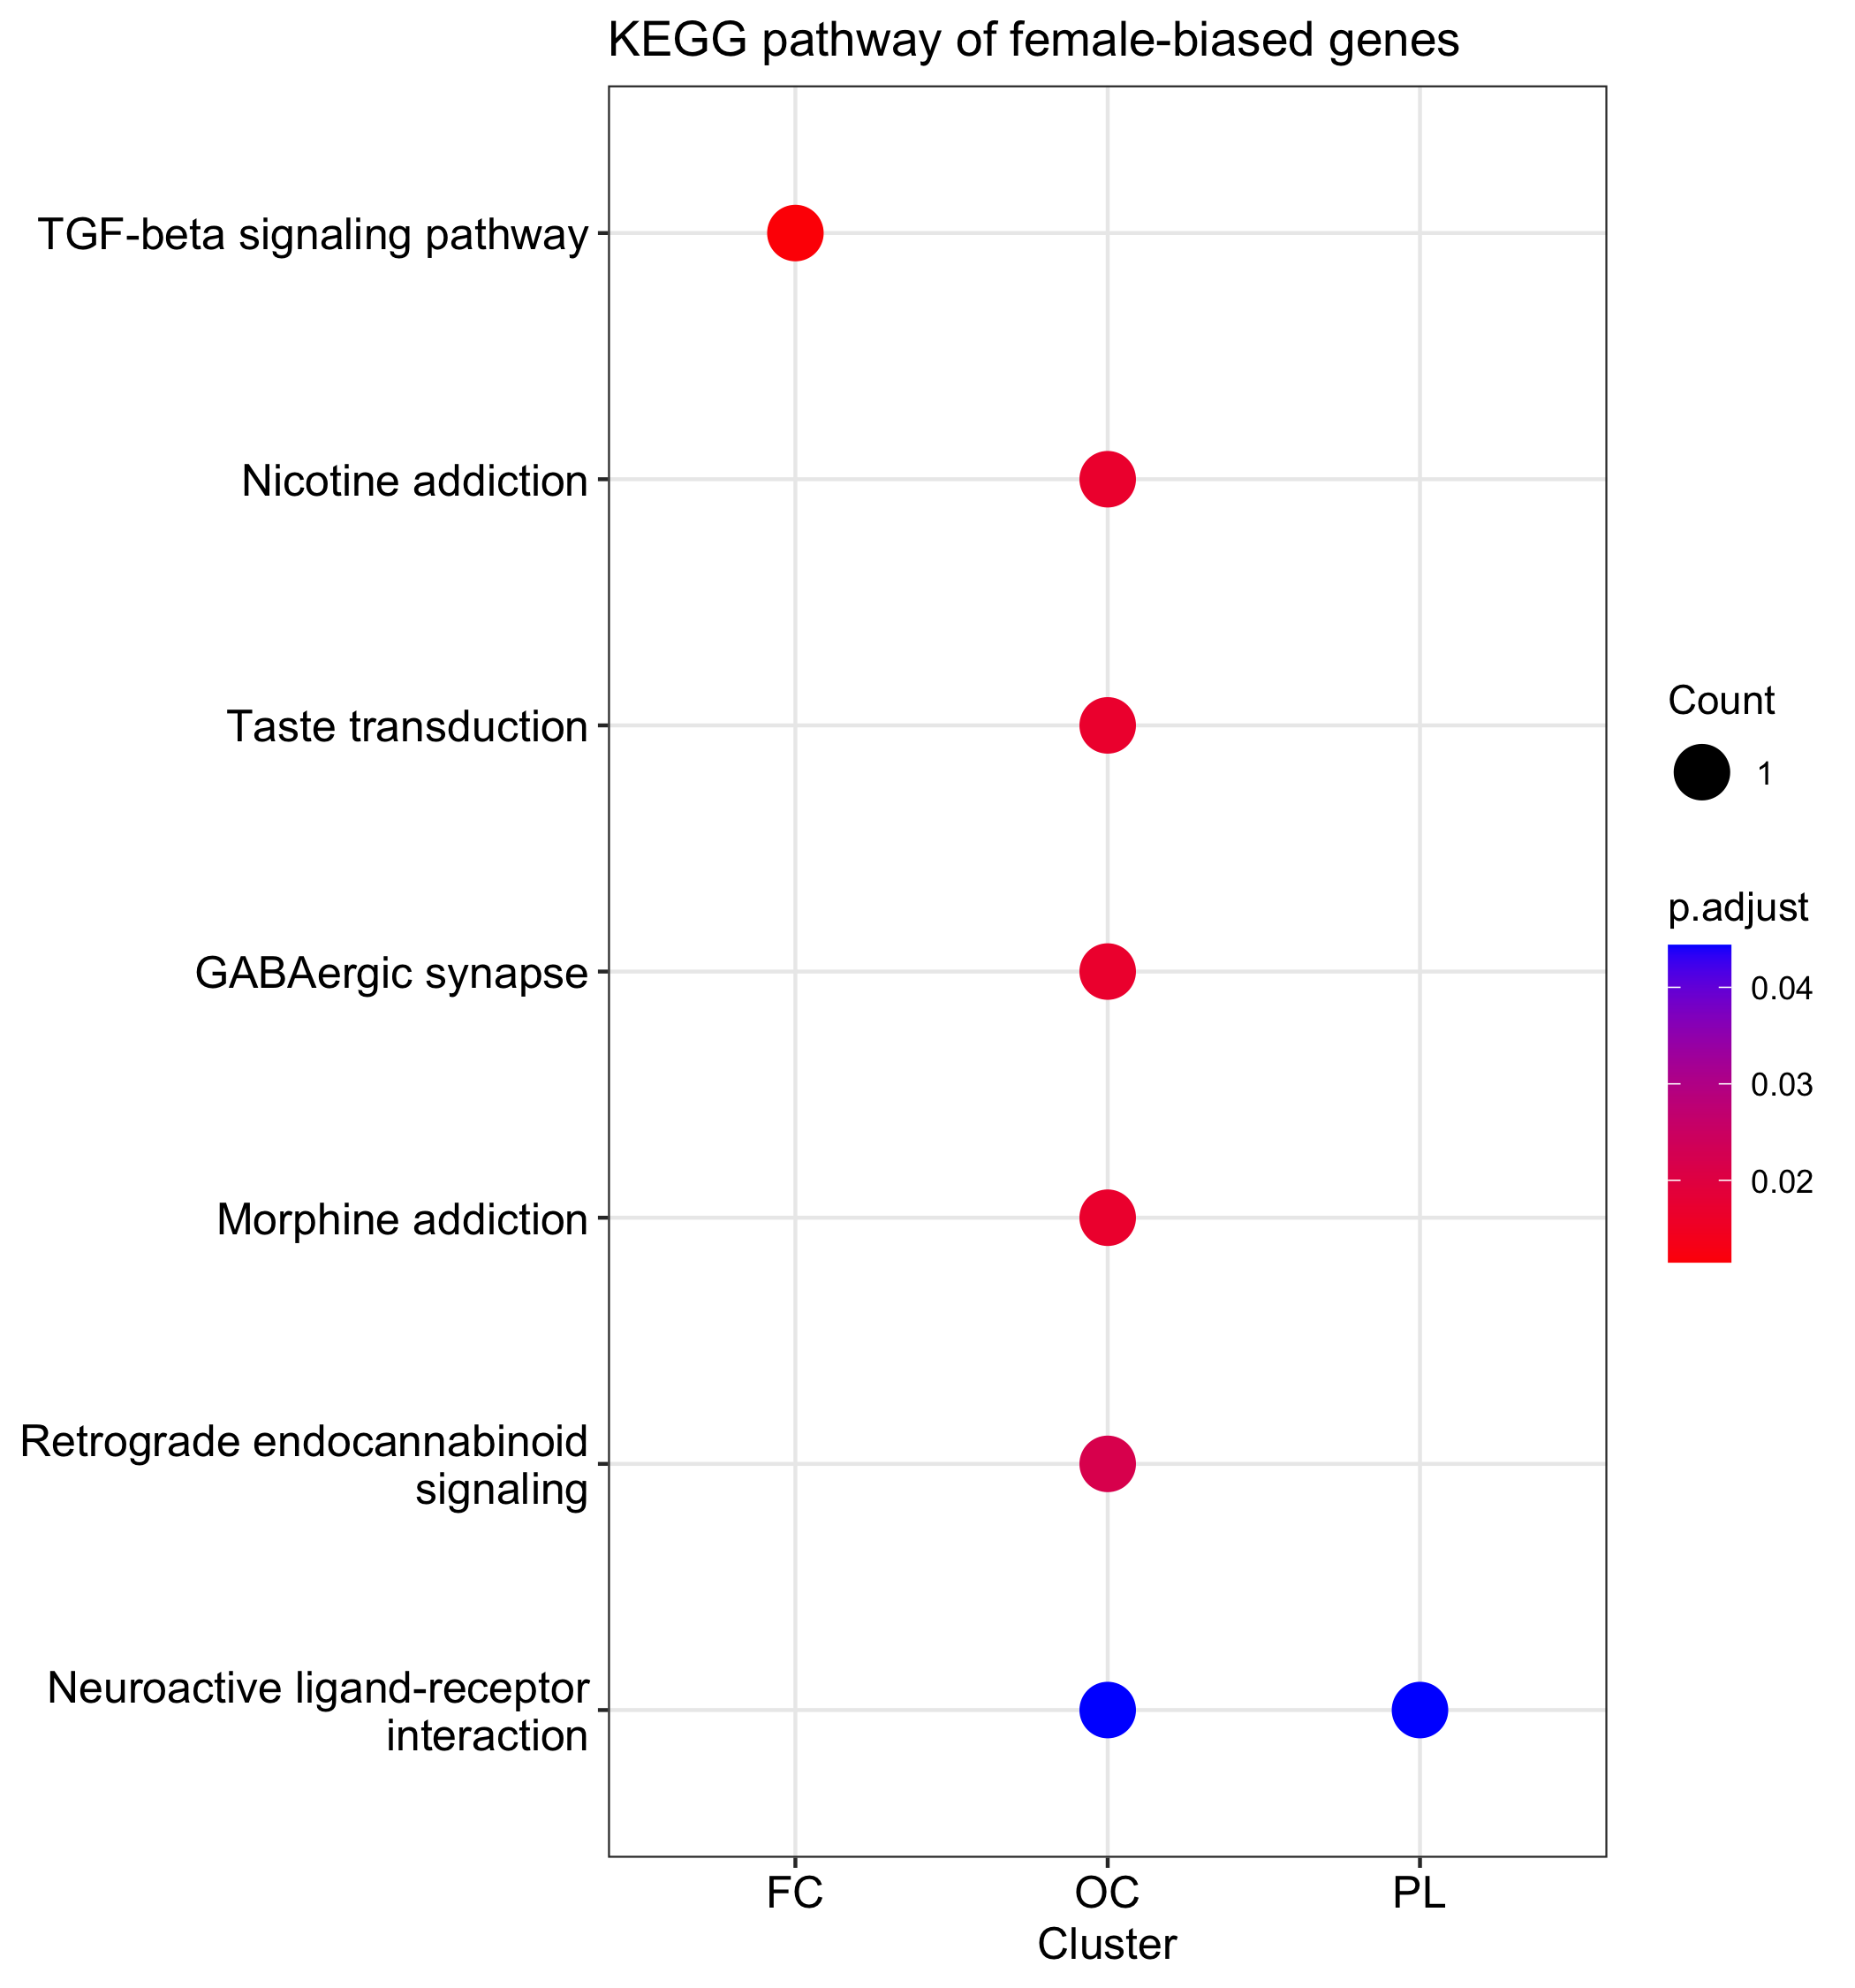 KEGG pathway of female-biased genes
TGF-beta signaling pathway
Nicotine addiction
Taste transduction
GABAergic synapse
Morphine addiction
Retrograde endocannabinoid
signaling
Neuroactive ligand-receptor
interaction
FC
OC
PL
Cluster
Count
1
p.adjust
0.04
0.03
0.02